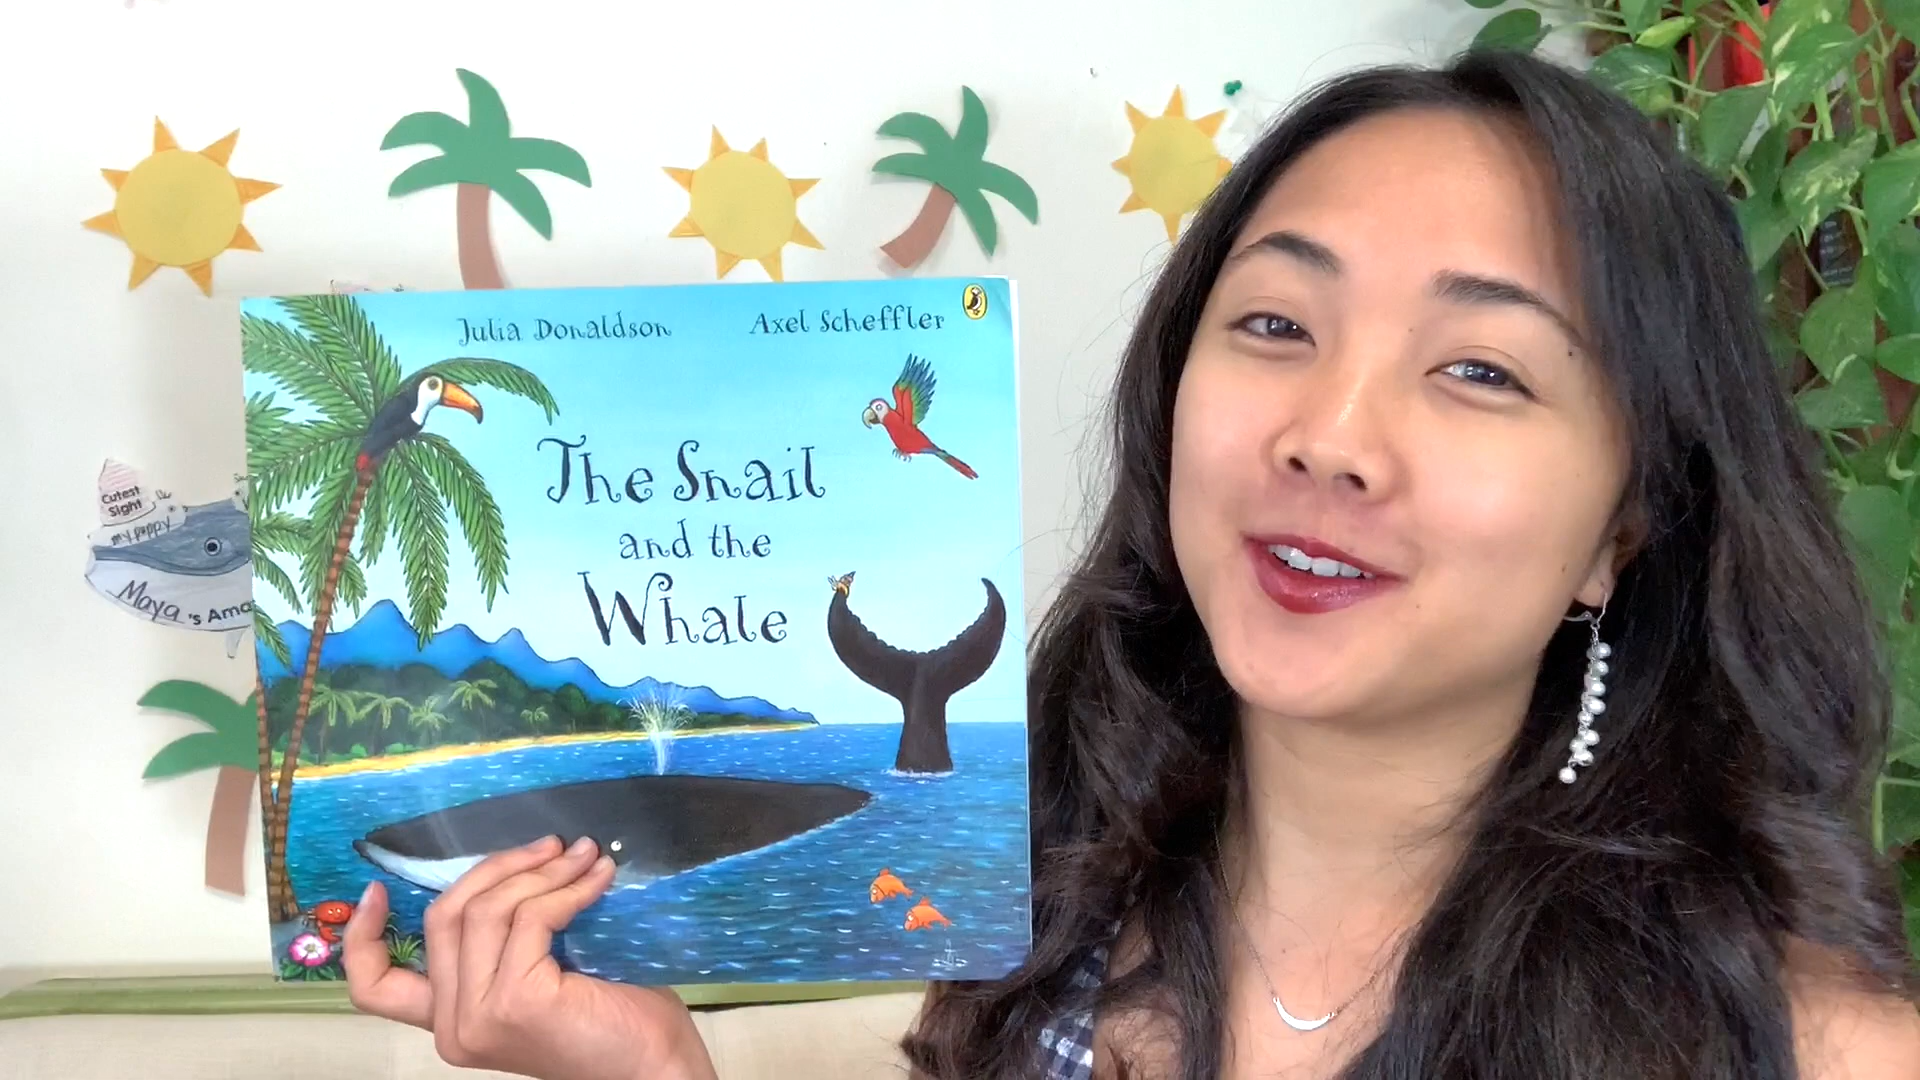 Julia Donaldson
Axel Scheffler
The Snail
and the
Whale
Cutest
Sight
my puppy
Maya's Ama